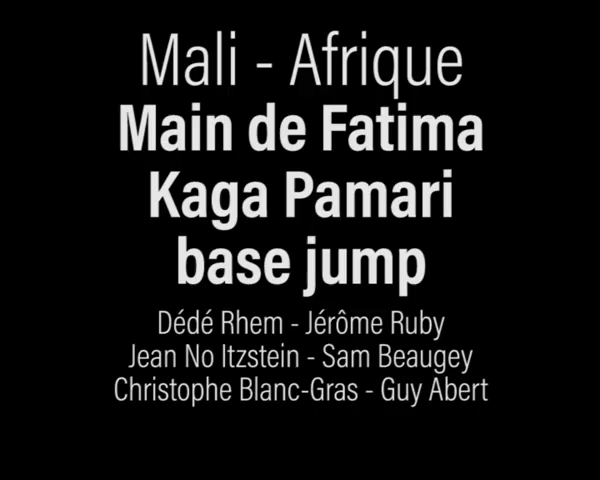 Mali - Afrique
Main de Fatima
Kaga Pamari
base jump
Dédé Rhem - Jérôme Ruby
Jean No Itzstein - Sam Beaugey
Christophe Blanc-Gras - Guy Abert